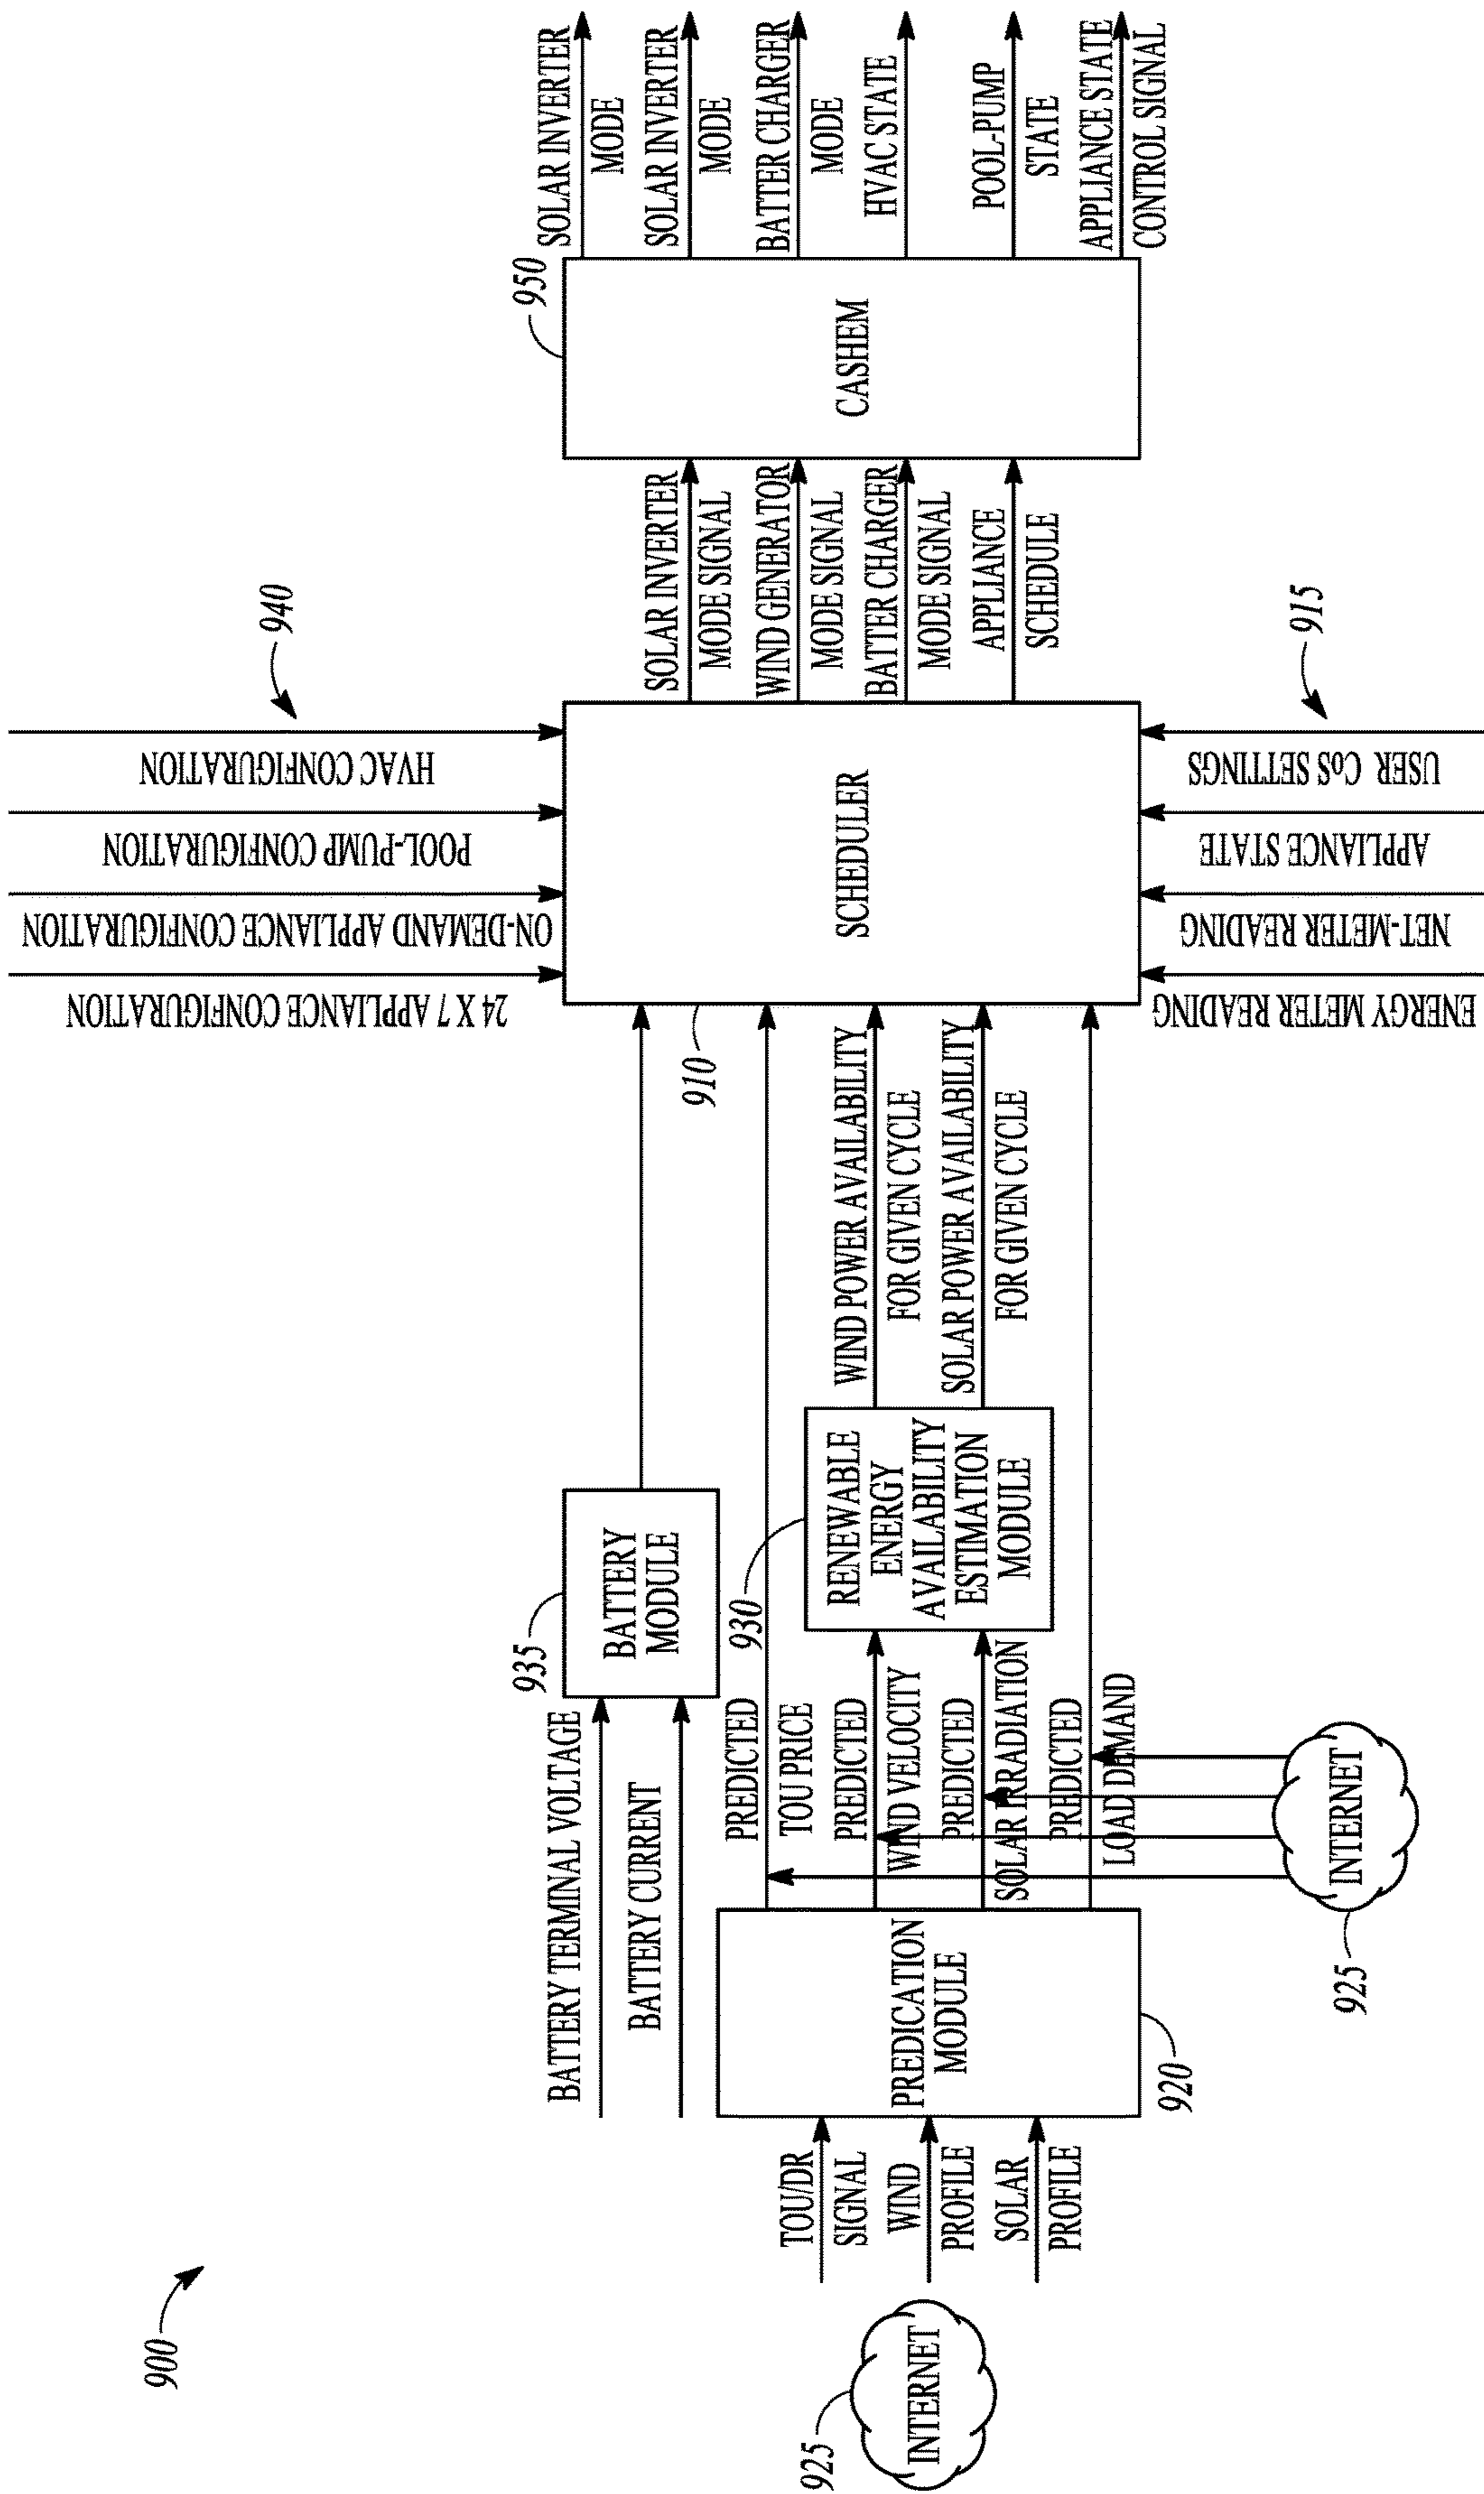 900
925
INTERNET
TOU/DR
SIGNAL
WIND
PROFILE
SOLAR
PROFILE
BATTERY TERMINAL VOLTAGE
BATTERY CURRENT
PREDICATION
MODULE
920
925
INTERNET
935
BATTERY
MODULE
PREDICTED
TOU PRICE
PREDICTED
WIND VELOCITY
PREDICTED
SOLAR IRRADIATION
PREDICTED
LOAD DEMAND
930
RENEWABLE
ENERGY
AVAILABILITY
ESTIMATION
MODULE
WIND POWER AVAILABILITY
FOR GIVEN CYCLE
SOLAR POWER AVAILABILITY
FOR GIVEN CYCLE
910
24 X 7 APPLIANCE CONFIGURATION
ON-DEMAND APPLIANCE CONFIGURATION
POOL-PUMP CONFIGURATION
HVAC CONFIGURATION
940
SCHEDULER
ENERGY METER READING
NET-METER READING
APPLIANCE STATE
USER CoS SETTINGS
915
SOLAR INVERTER
MODE SIGNAL
WIND GENERATOR
MODE SIGNAL
BATTER CHARGER
MODE SIGNAL
APPLIANCE
SCHEDULE
950
CASHEM
SOLAR INVERTER
MODE
SOLAR INVERTER
MODE
BATTER CHARGER
MODE
HVAC STATE
POOL-PUMP
STATE
APPLIANCE STATE
CONTROL SIGNAL